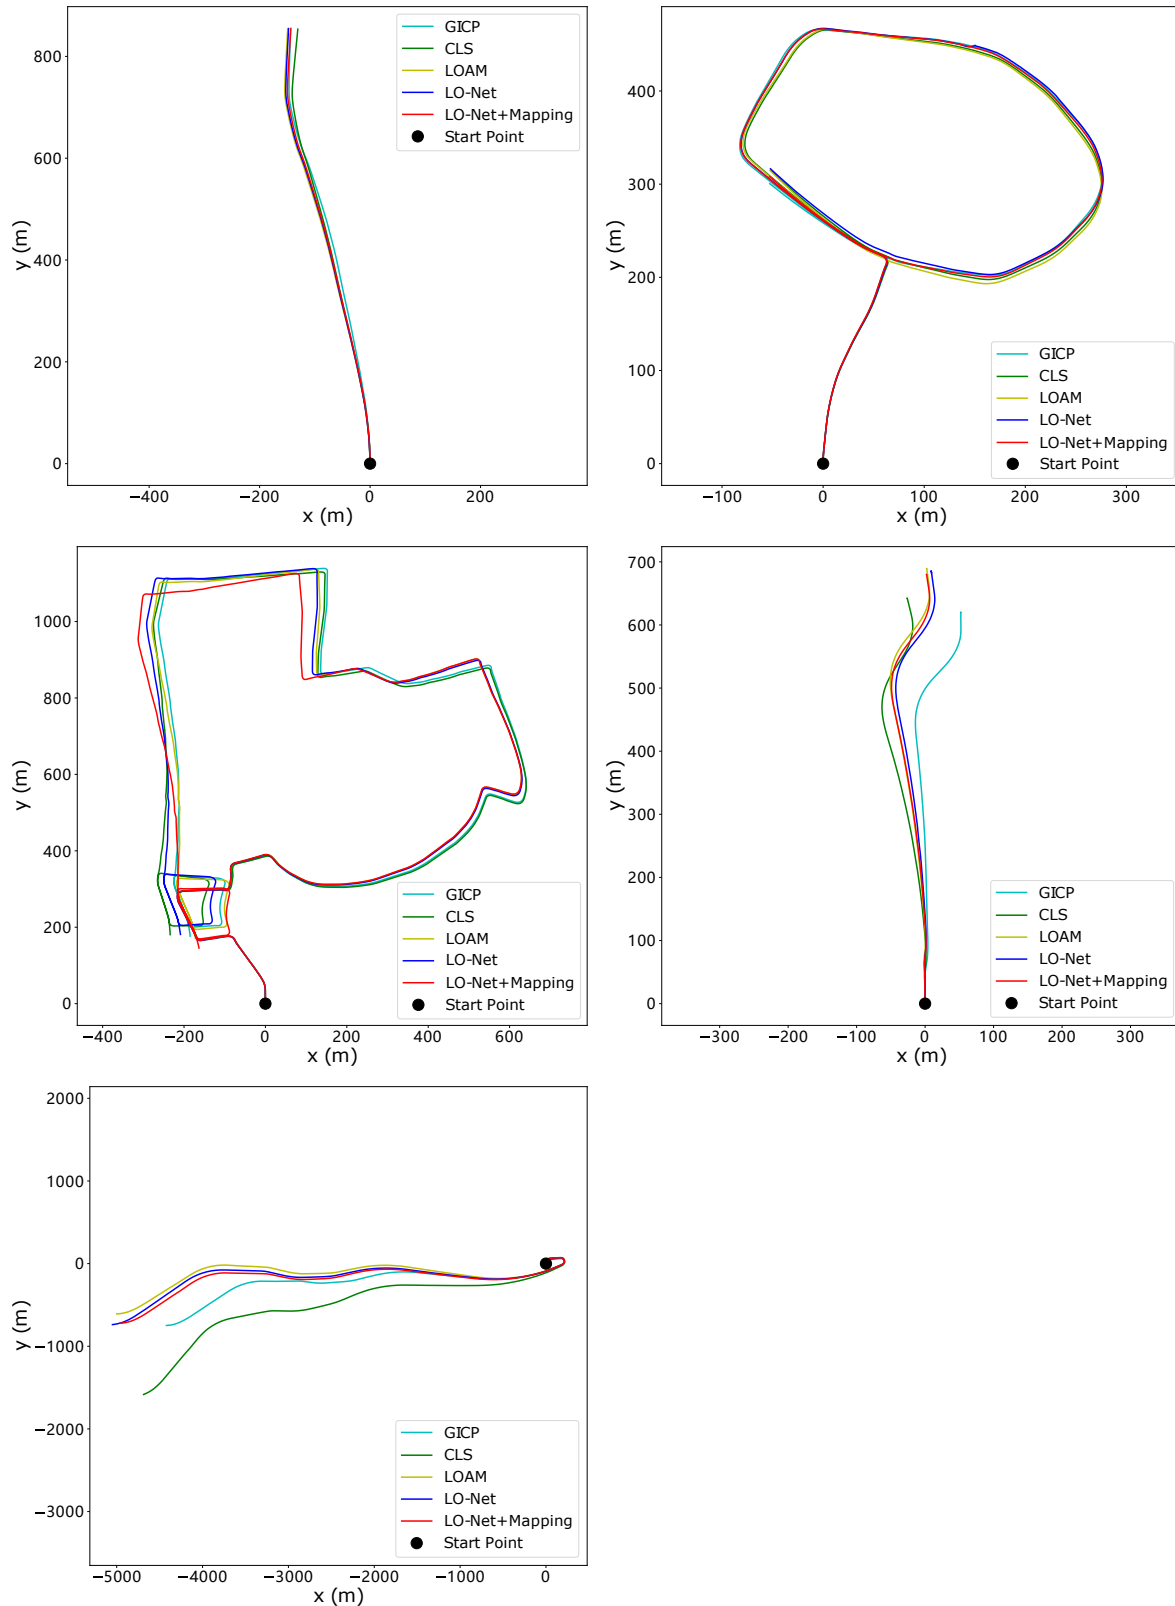 800
600
400
200
0
y (m)
−400
−200
0
200
x (m)
GICP
CLS
LOAM
LO-Net
LO-Net+Mapping
Start Point
400
300
200
100
0
y (m)
−100
0
100
200
300
x (m)
GICP
CLS
LOAM
LO-Net
LO-Net+Mapping
Start Point
1000
800
600
400
200
0
y (m)
−400
−200
0
200
400
600
x (m)
GICP
CLS
LOAM
LO-Net
LO-Net+Mapping
Start Point
700
600
500
400
300
200
100
0
y (m)
−300
−200
−100
0
100
200
300
x (m)
GICP
CLS
LOAM
LO-Net
LO-Net+Mapping
Start Point
2000
1000
0
−1000
−2000
−3000
y (m)
−5000
−4000
−3000
−2000
−1000
0
x (m)
GICP
CLS
LOAM
LO-Net
LO-Net+Mapping
Start Point